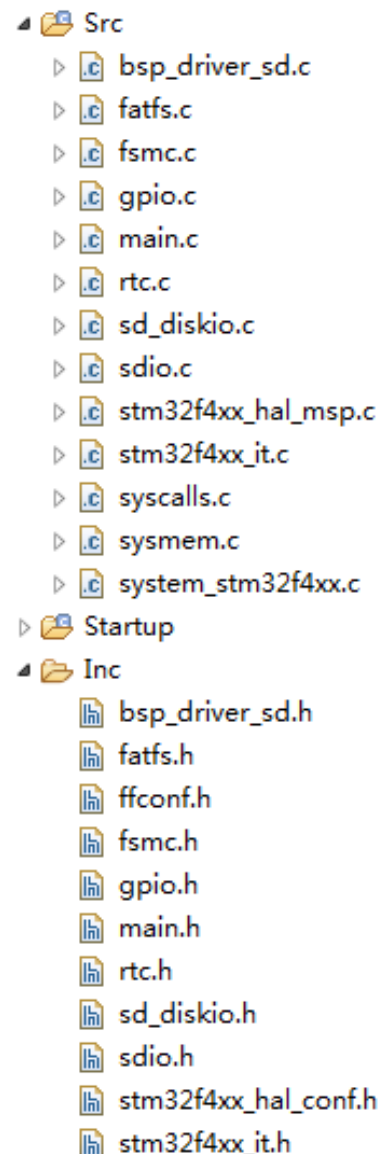 Src
bsp_driver_sd.c
fatfs.c
fsmc.c
gpio.c
main.c
rtc.c
sd_diskio.c
sdio.c
stm32f4xx_hal_msp.c
stm32f4xx_it.c
syscalls.c
sysmem.c
system_stm32f4xx.c
Startup
Inc
bsp_driver_sd.h
fatfs.h
ffconf.h
fsmc.h
gpio.h
main.h
rtc.h
sd_diskio.h
sdio.h
stm32f4xx_hal_conf.h
stm32f4xx_it.h